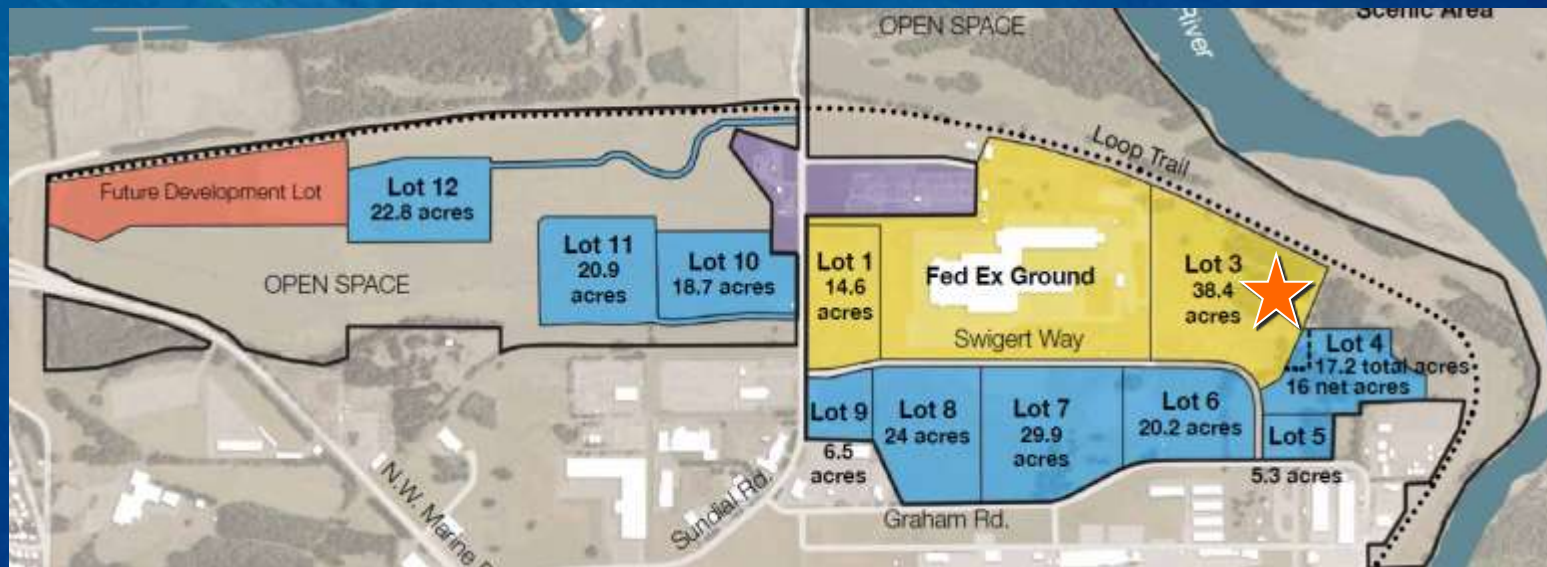 OPEN SPACE
River
Scenic Area
Loop Trail
Future Development Lot
Lot 12
22.8 acres
Lot 11
20.9
acres
Lot 10
18.7 acres
OPEN SPACE
Lot 1
14.6
acres
Fed Ex Ground
Lot 3
38.4
acres
Swigert Way
Lot 4
17.2 total acres
16 net acres
Lot 9
6.5
acres
Lot 8
24 acres
Lot 7
29.9
acres
Lot 6
20.2 acres
Lot 5
5.3 acres
N.W. Marine
Sundial Rd.
Graham Rd.